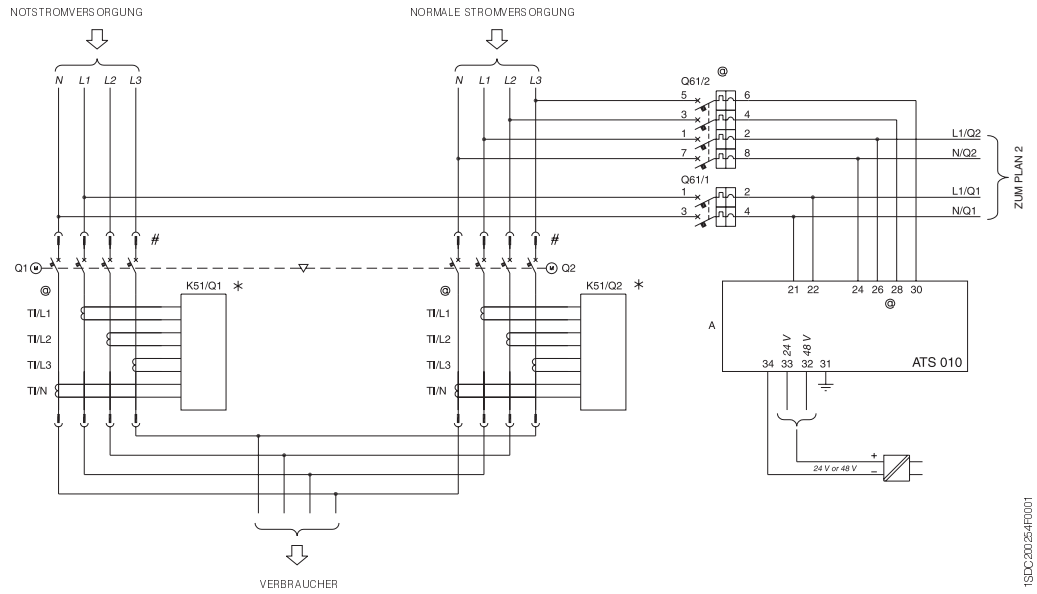 NOTSTROMVERSORGUNG NORMALE STROMVERSORGUNG
N L1 L2 L3 N L1 L2 L3
Q61/2 @
5 6
3 4
1 2 L1/Q2
7 8 N/Q2
Q61/1
1 2 L1/Q1
3 4 N/Q1
ZUM PLAN 2
# #
Q1 M M Q2
@ K51/Q1 * @ K51/Q2 *
TI/L1 TI/L1
TI/L2 TI/L2
TI/L3 TI/L3
TI/N TI/N
21 22 24 26 28 30
@
A
24 V 48 V
34 33 32 31 ATS 010
+
24 V or 48 V −
VERBRAUCHER
1SDC200254F0001